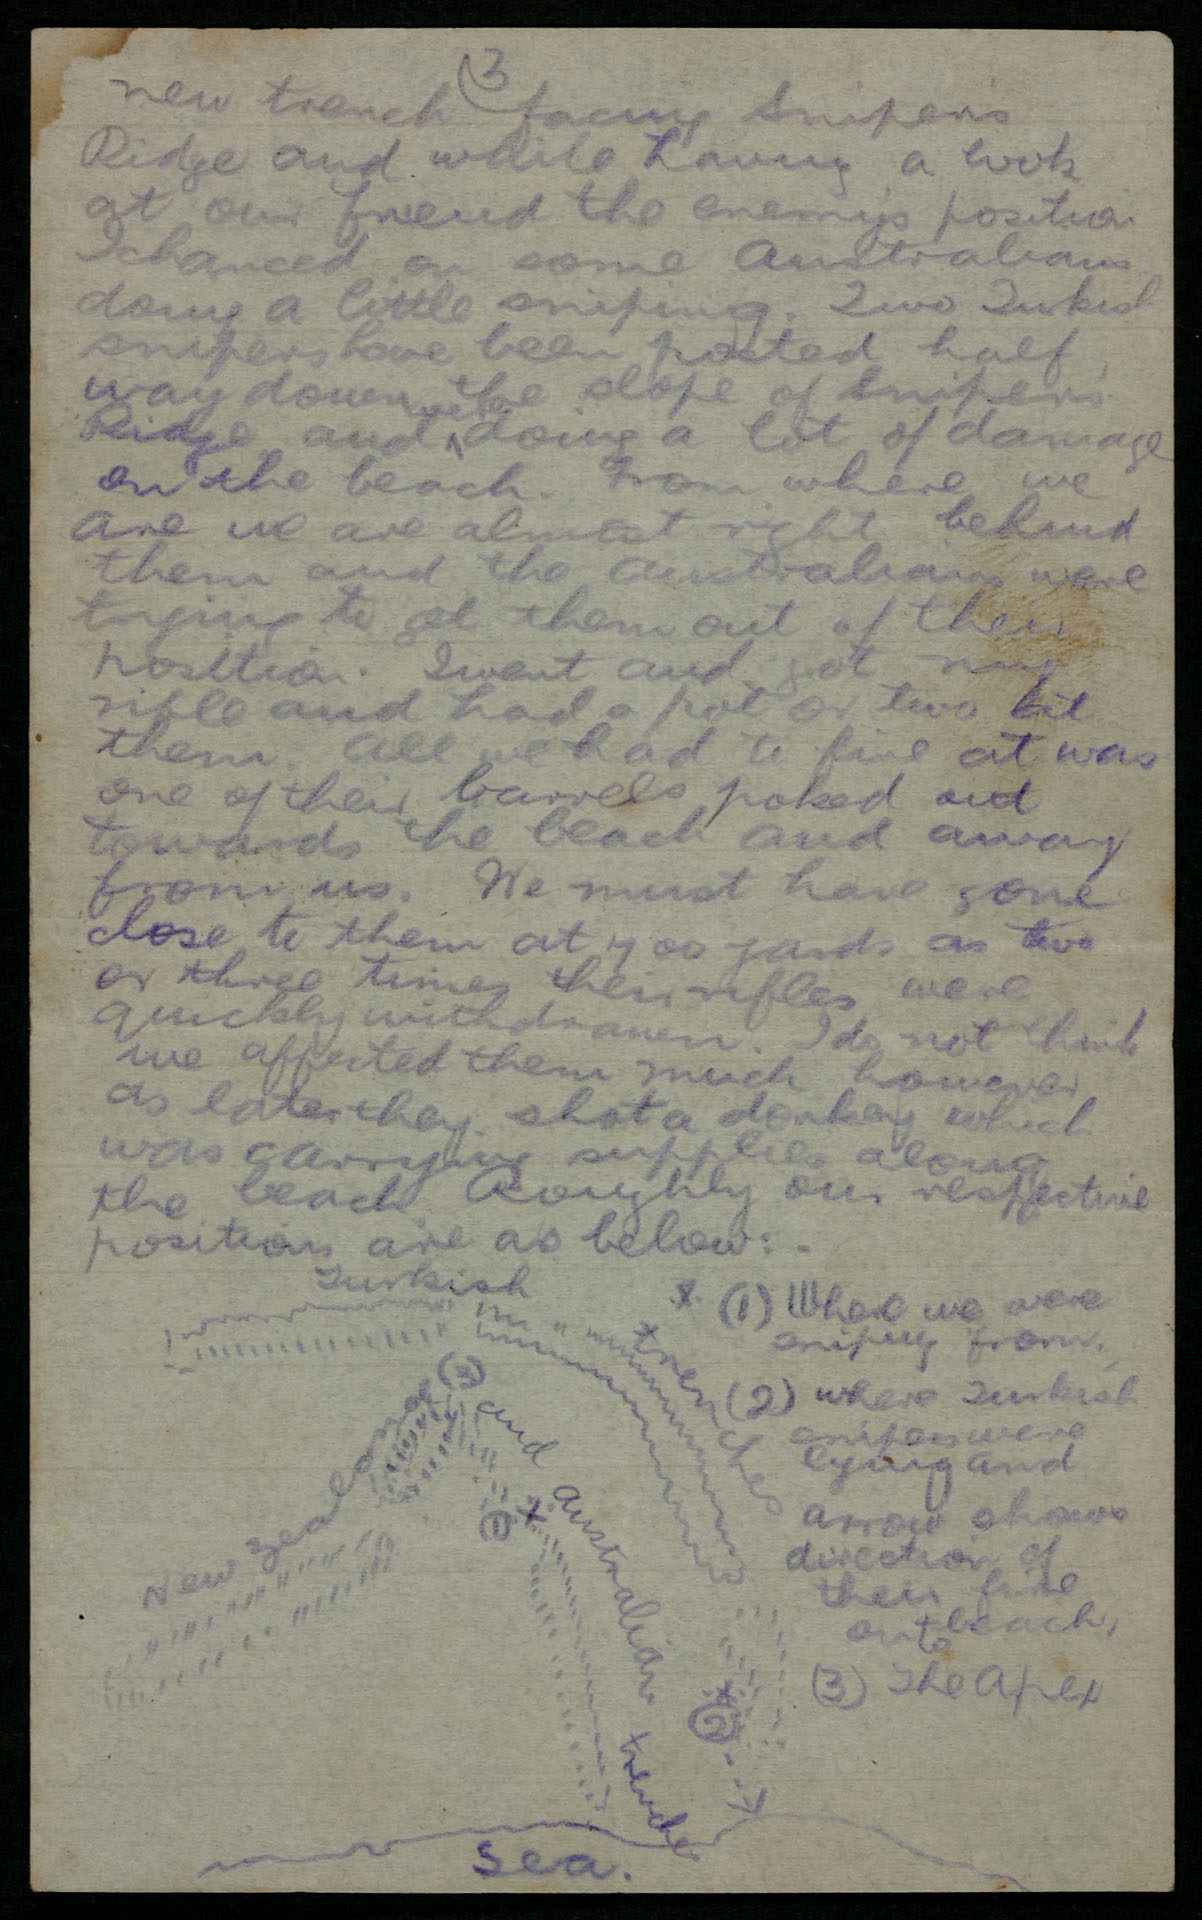 (3
new trench facing Sniper's
Ridge and while having a look
at our friend the enemy's position
I chanced on some Australians
doing a little sniping. Two Turkish
snipers have been posted half
way down the slope of Sniper's
Ridge and doing a lot of damage
on the beach. From where we
are we are almost right behind
them and the Australians were
trying to get them out of their
position. I went and got my
rifle and had a pot or two at
them. All we had to fire at was
one of their barrels poked out
towards the beach and away
from us. We must have gone
close to them at 400 yards as two
or three times their rifles were
quickly withdrawn. I do not think
we affected them much however
as later they shot a donkey which
was carrying supplies along
the beach Roughly our respective
positions are as below:-
Turkish
trenches
x (1) Where we were
sniping from.
(2) where Turkish
snipers were
lying and
arrow shows
direction of
their fire
onto beach,
(3) The Apex
(3)
New Zealand
and Australian trenches
(1) x
x (2)
Sea.